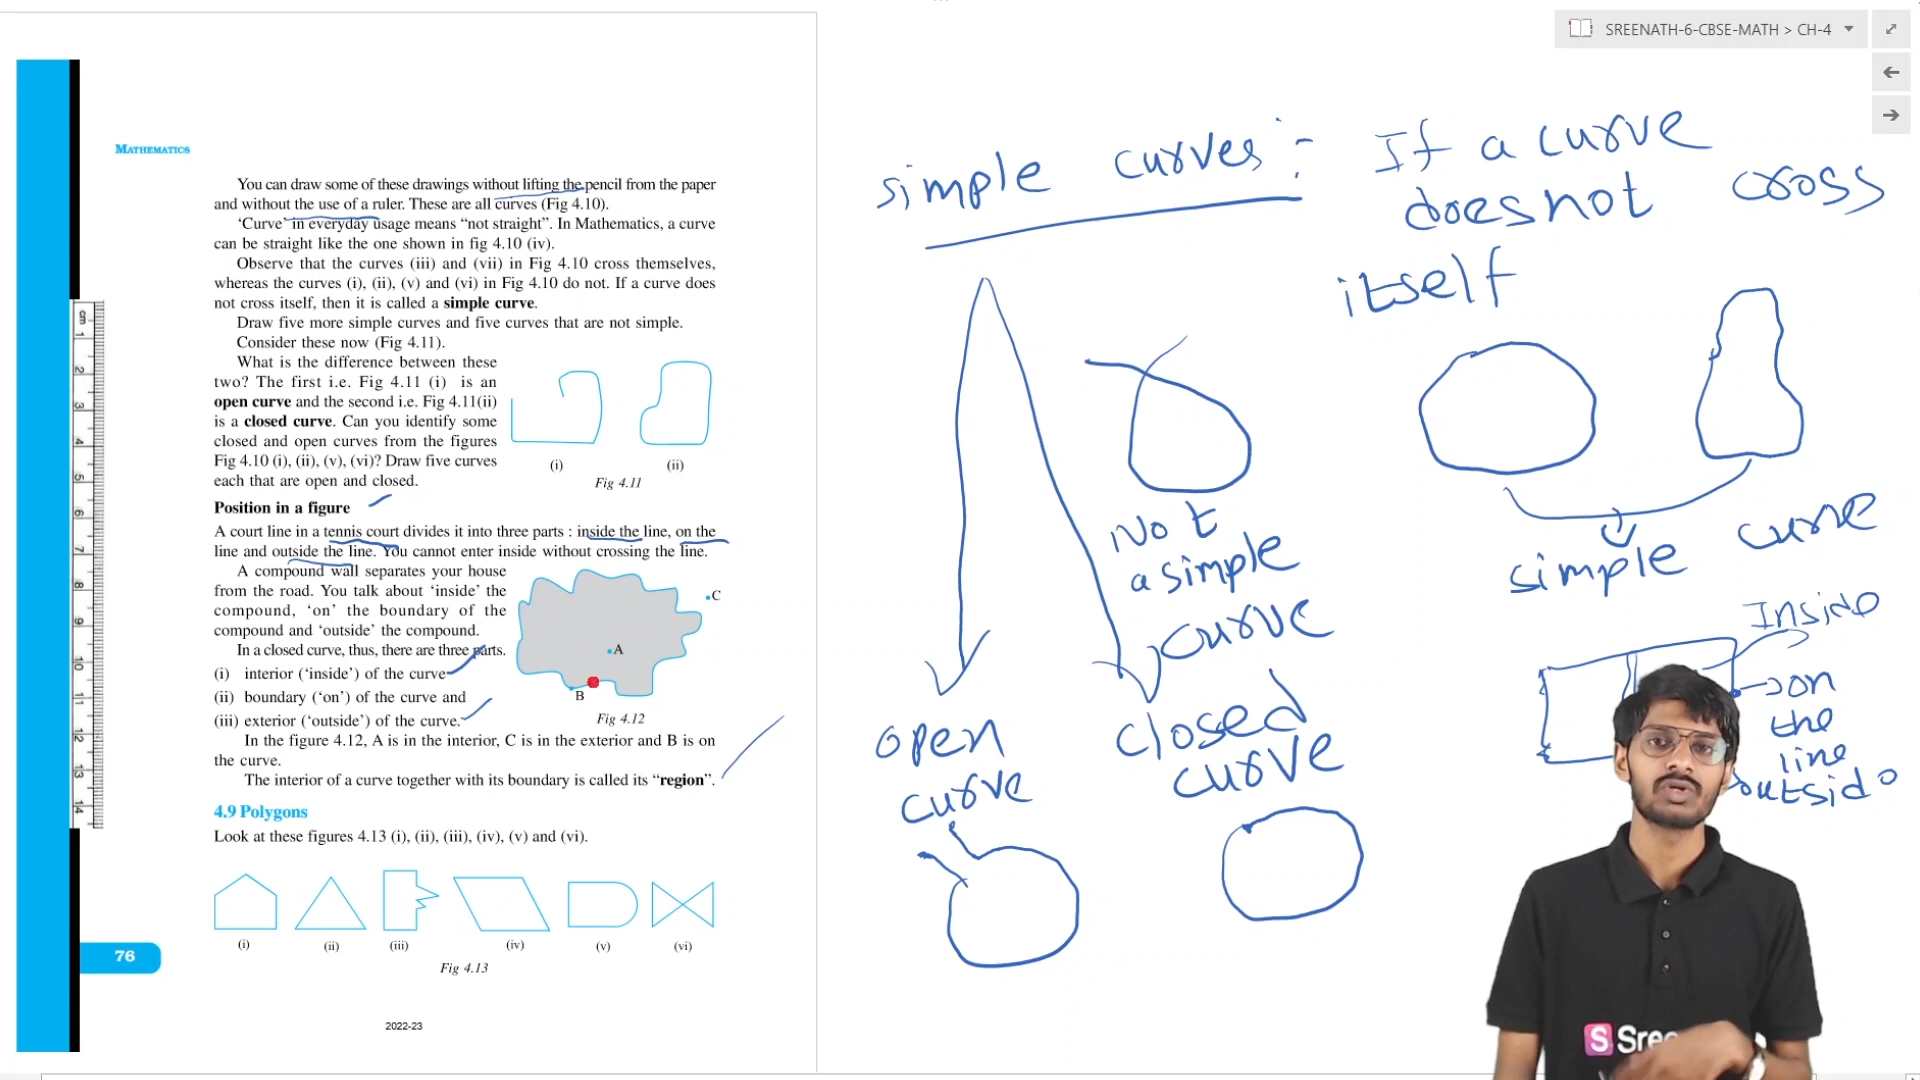 SREENATH-6-CBSE-MATH > CH-4
MATHEMATICS
You can draw some of these drawings without lifting the pencil from the paper
and without the use of a ruler. These are all curves (Fig 4.10).
‘Curve’ in everyday usage means “not straight”. In Mathematics, a curve
can be straight like the one shown in fig 4.10 (iv).
Observe that the curves (iii) and (vii) in Fig 4.10 cross themselves,
whereas the curves (i), (ii), (v) and (vi) in Fig 4.10 do not. If a curve does
not cross itself, then it is called a simple curve.
Draw five more simple curves and five curves that are not simple.
Consider these now (Fig 4.11).
What is the difference between these
two? The first i.e. Fig 4.11 (i) is an
open curve and the second i.e. Fig 4.11(ii)
is a closed curve. Can you identify some
closed and open curves from the figures
Fig 4.10 (i), (ii), (v), (vi)? Draw five curves
each that are open and closed.
(i)
(ii)
Fig 4.11
Position in a figure
A court line in a tennis court divides it into three parts : inside the line, on the
line and outside the line. You cannot enter inside without crossing the line.
A compound wall separates your house
from the road. You talk about ‘inside’ the
compound, ‘on’ the boundary of the
compound and ‘outside’ the compound.
In a closed curve, thus, there are three parts.
(i) interior (‘inside’) of the curve
(ii) boundary (‘on’) of the curve and
(iii) exterior (‘outside’) of the curve.
C
A
B
Fig 4.12
In the figure 4.12, A is in the interior, C is in the exterior and B is on
the curve.
The interior of a curve together with its boundary is called its “region”.
4.9 Polygons
Look at these figures 4.13 (i), (ii), (iii), (iv), (v) and (vi).
(i)
(ii)
(iii)
(iv)
(v)
(vi)
Fig 4.13
76
2022-23
cm
1
2
3
4
5
6
7
8
9
10
11
12
13
14
simple curves :- If a curve
does not cross
itself
Not
a simple
curve
simple curve
open
curve
closed
curve
Inside
on
the
line
outside
S Sree